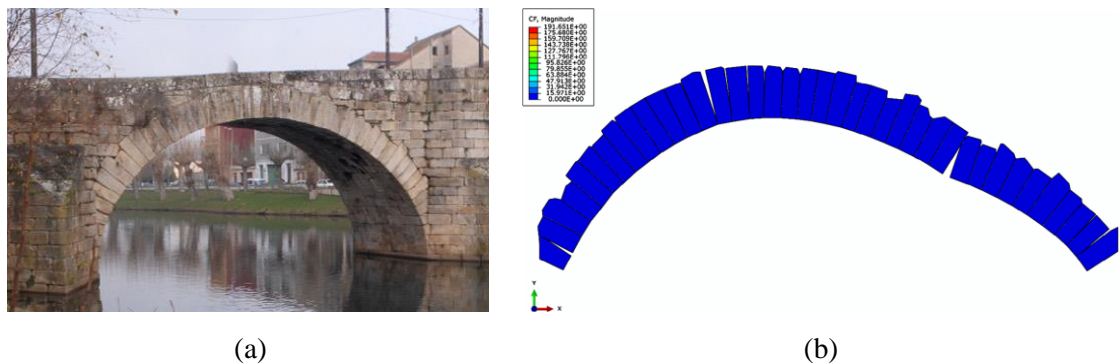 CF, Magnitude
191.651E+00
175.680E+00
159.709E+00
143.738E+00
127.767E+00
111.796E+00
95.826E+00
79.855E+00
63.884E+00
47.913E+00
31.942E+00
15.971E+00
0.000E+00
Y
X
(a)
(b)